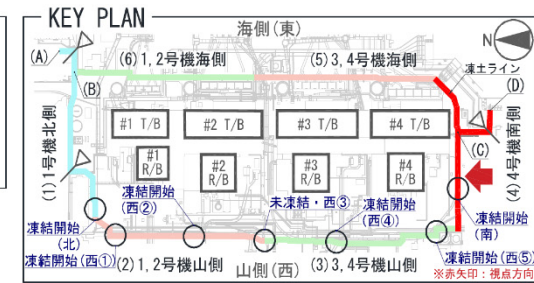 KEY PLAN
海側(東)
N
(A)
(6)1,2号機海側
(5)3,4号機海側
凍土ライン
(B)
(D)
#1 T/B
#2 T/B
#3 T/B
#4 T/B
(C)
(1)1号機北側
(4)4号機南側
#1
R/B
#2
R/B
#3
R/B
#4
R/B
凍結開始
(西②)
未凍結・西③
凍結開始
(西④)
凍結開始
(北)
凍結開始
(南)
凍結開始(西①)
(2)1,2号機山側
山側(西)
(3)3,4号機山側
凍結開始(西⑤)
※赤矢印：視点方向